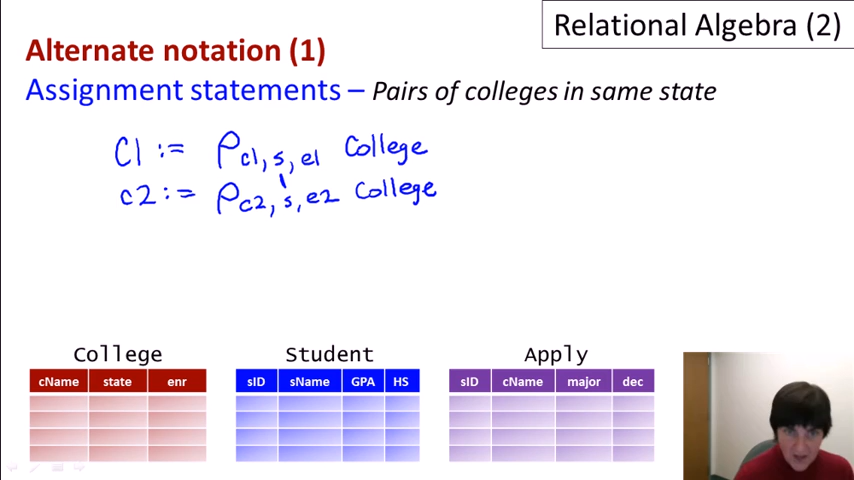 Relational Algebra (2)
Alternate notation (1)
Assignment statements – Pairs of colleges in same state
C1 := ρc1, s, e1 College
C2 := ρc2, s, e2 College
College
cName state enr
Student
sID sName GPA HS
Apply
sID cName major dec